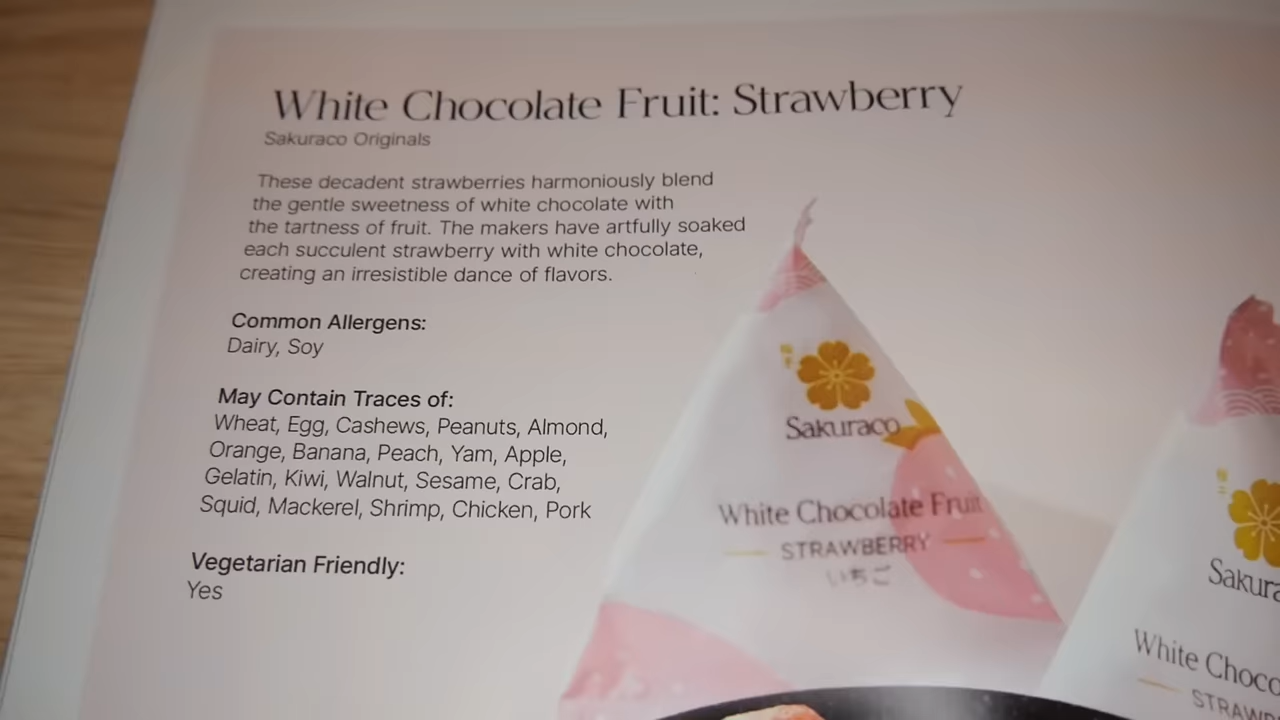 White Chocolate Fruit: Strawberry
Sakuraco Originals
These decadent strawberries harmoniously blend
the gentle sweetness of white chocolate with
the tartness of fruit. The makers have artfully soaked
each succulent strawberry with white chocolate,
creating an irresistible dance of flavors.
Common Allergens:
Dairy, Soy
May Contain Traces of:
Wheat, Egg, Cashews, Peanuts, Almond,
Orange, Banana, Peach, Yam, Apple,
Gelatin, Kiwi, Walnut, Sesame, Crab,
Squid, Mackerel, Shrimp, Chicken, Pork
Vegetarian Friendly:
Yes
Sakuraco
White Chocolate Fruit
STRAWBERRY
いちご
Sakura
White Choco
STRAWB